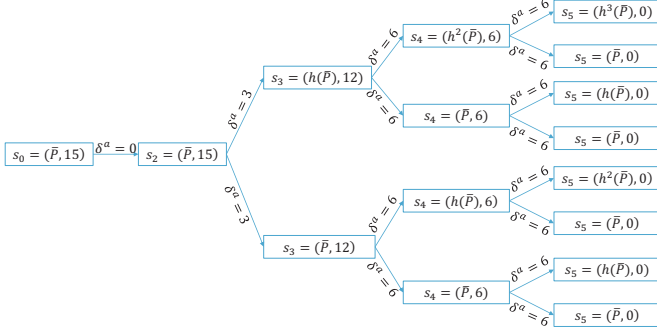 s₀ = (P̄, 15)
δᵃ = 0
s₂ = (P̄, 15)
δᵃ = 3
δᵃ = 3
s₃ = (h(P̄), 12)
s₃ = (P̄, 12)
δᵃ = 6
δᵃ = 6
δᵃ = 6
δᵃ = 6
s₄ = (h²(P̄), 6)
s₄ = (P̄, 6)
s₄ = (h(P̄), 6)
s₄ = (P̄, 6)
δᵃ = 6
δᵃ = 6
δᵃ = 6
δᵃ = 6
δᵃ = 6
δᵃ = 6
δᵃ = 6
δᵃ = 6
s₅ = (h³(P̄), 0)
s₅ = (P̄, 0)
s₅ = (h(P̄), 0)
s₅ = (P̄, 0)
s₅ = (h²(P̄), 0)
s₅ = (P̄, 0)
s₅ = (h(P̄), 0)
s₅ = (P̄, 0)